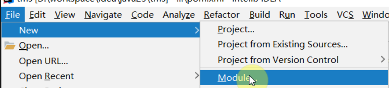 File Edit View Navigate Code Analyze Refactor Build Run Tools VCS Window
New
Open...
Open URL...
Open Recent
Project...
Project from Existing Sources...
Project from Version Control
Module...